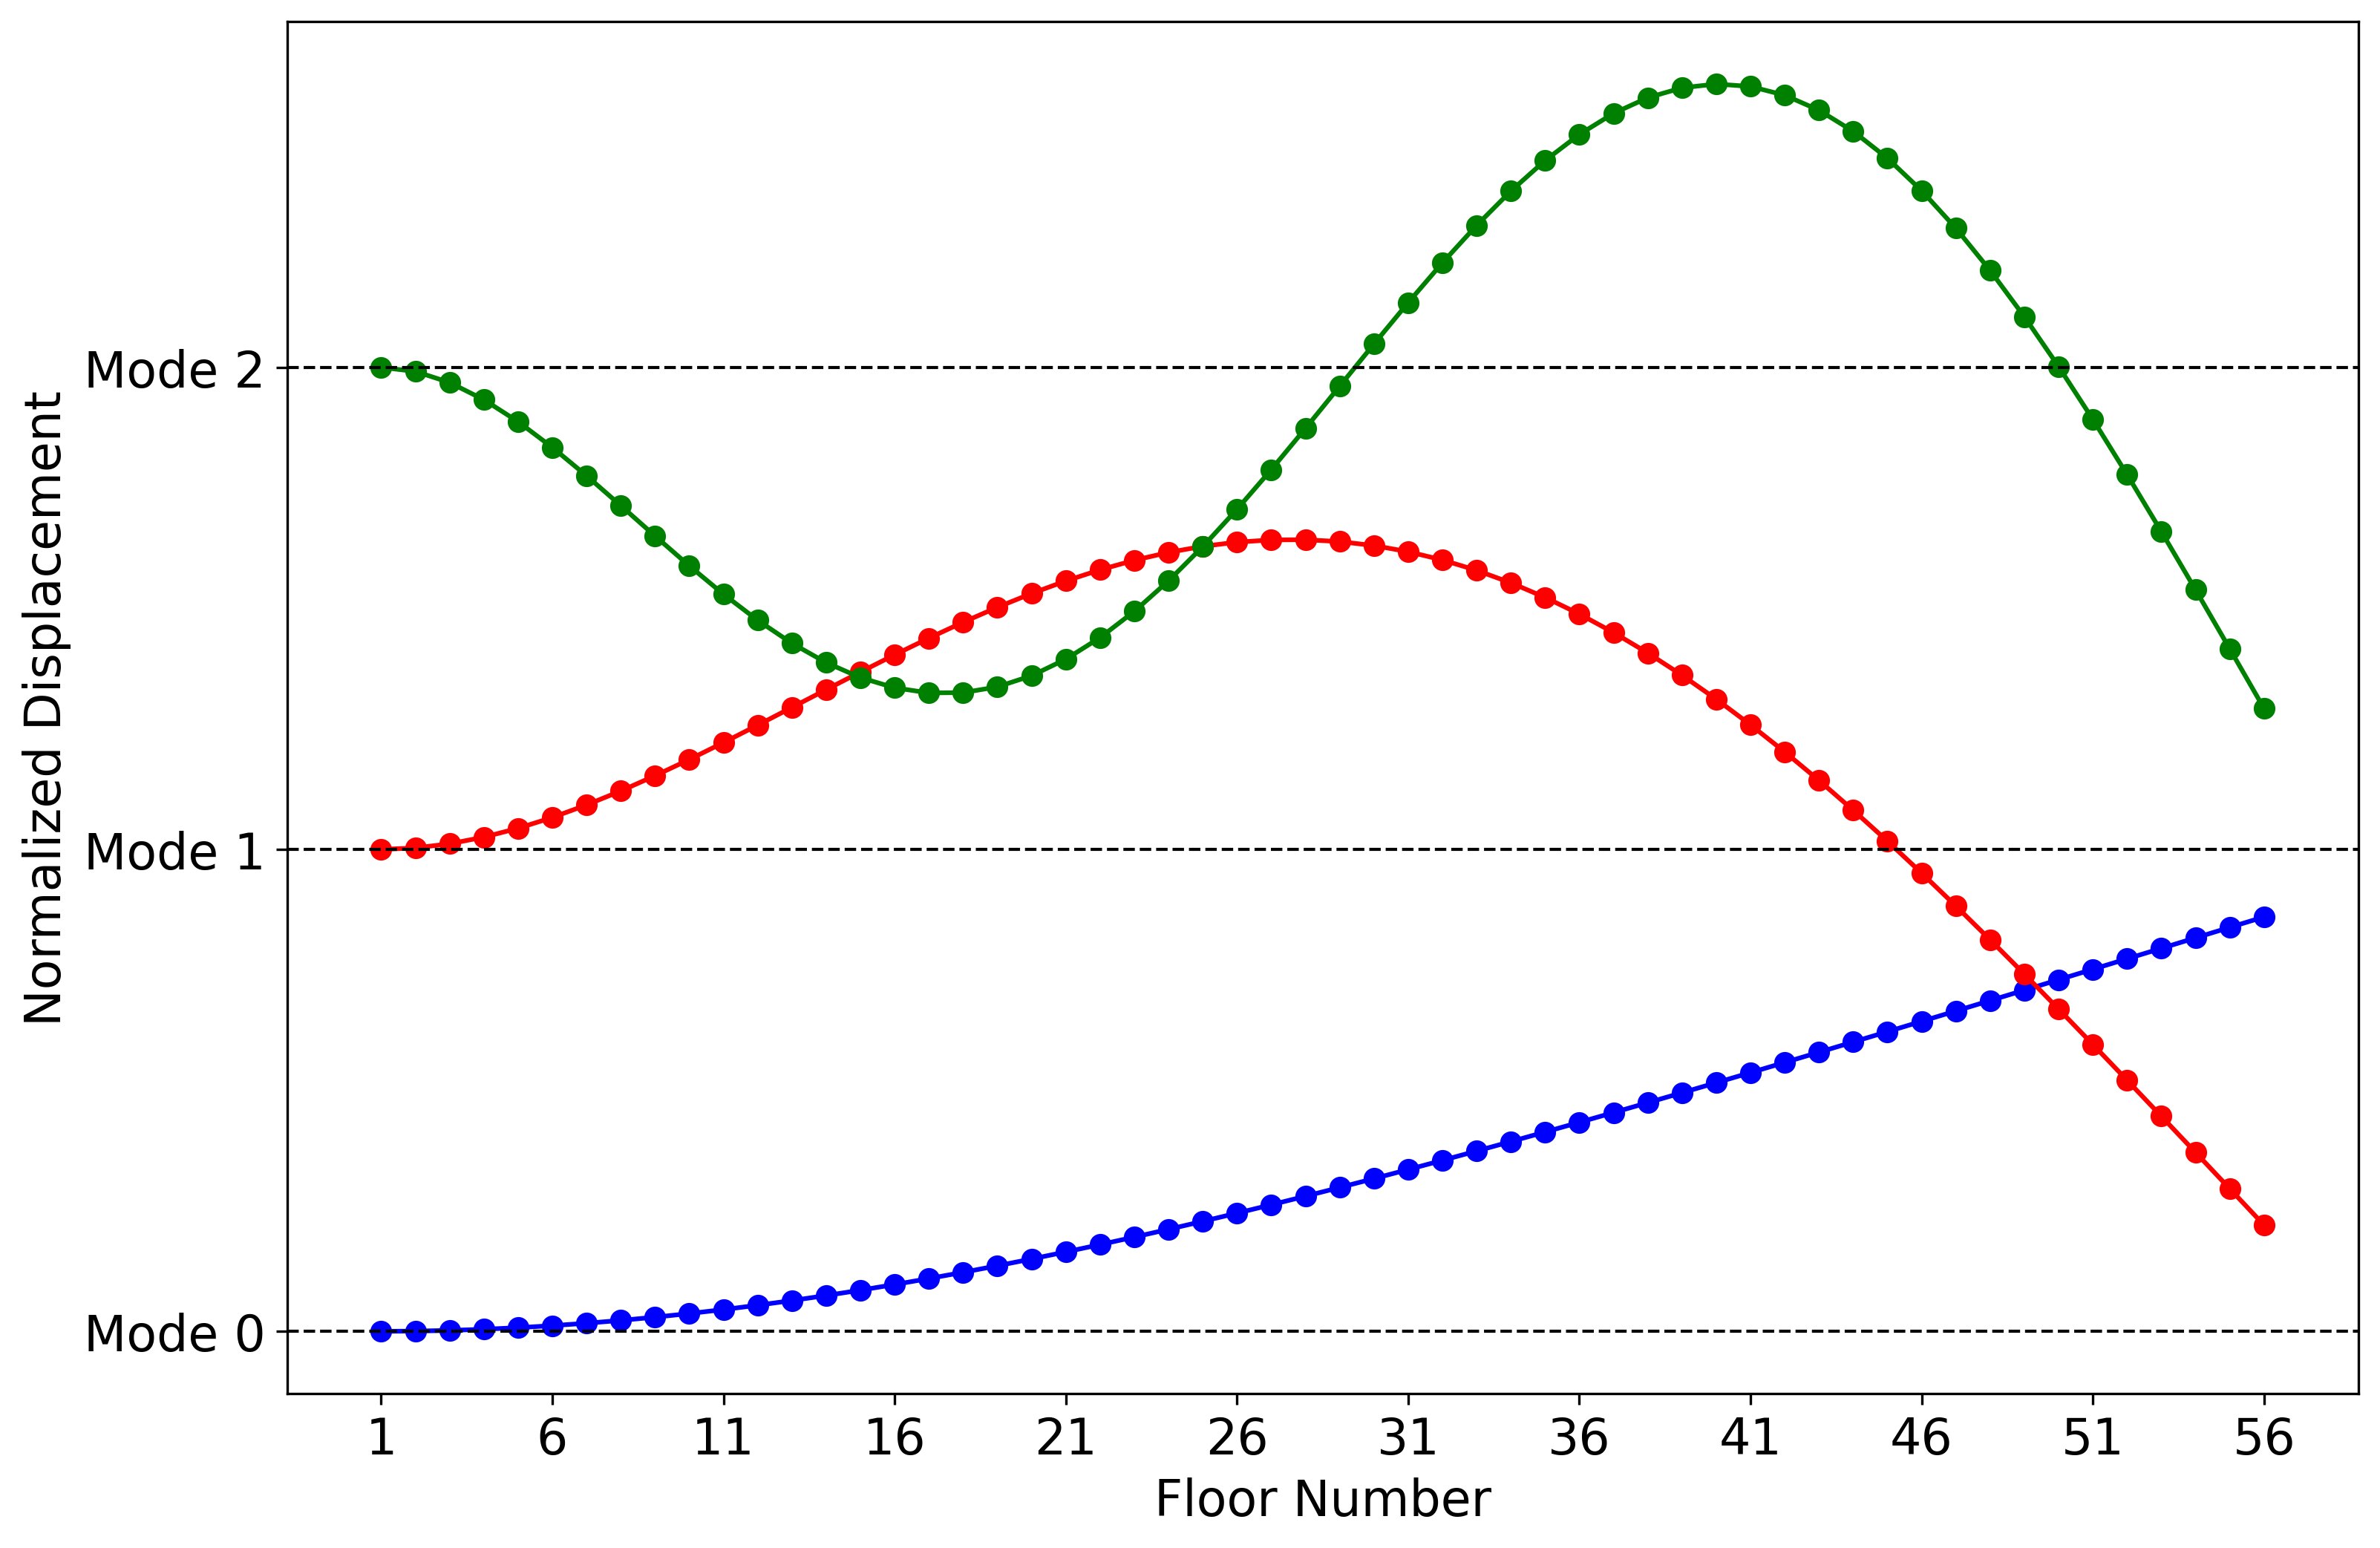 Normalized Displacement
Mode 2
Mode 1
Mode 0
1 6 11 16 21 26 31 36 41 46 51 56
Floor Number